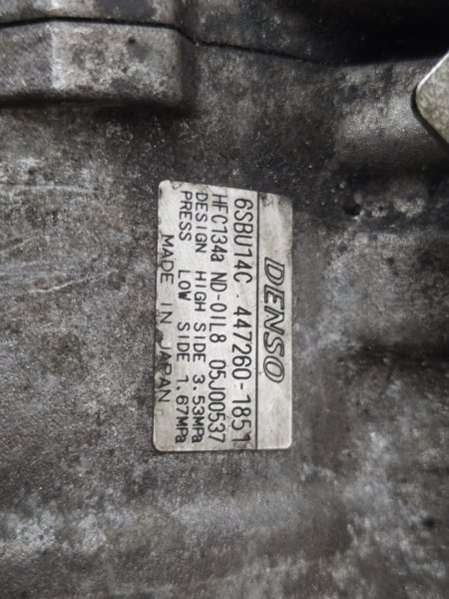 DENSO
6SBU14C 447260-1851
HFC134a ND-OIL8 05J00537
DESIGN HIGH SIDE 3.53MPa
PRESS LOW SIDE 1.67MPa
MADE IN JAPAN